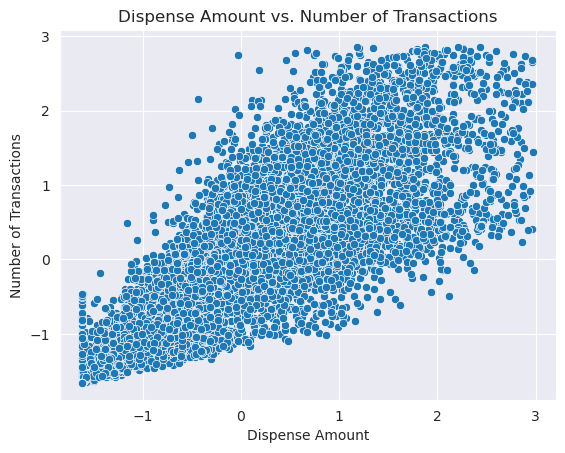 Dispense Amount vs. Number of Transactions
3
2
1
0
−1
Number of Transactions
−1 0 1 2 3
Dispense Amount